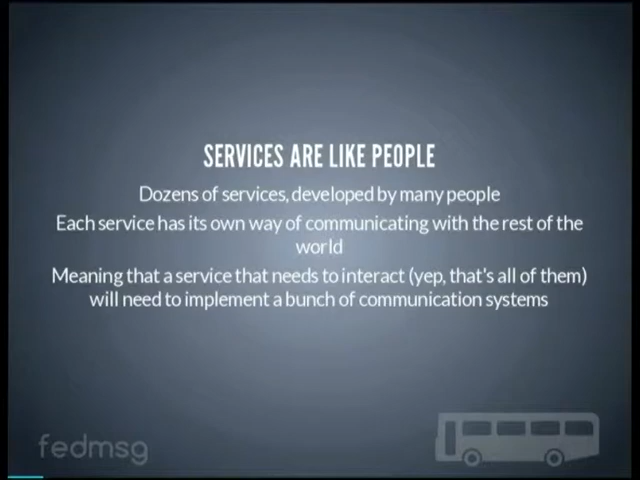 SERVICES ARE LIKE PEOPLE
Dozens of services, developed by many people
Each service has its own way of communicating with the rest of the
world
Meaning that a service that needs to interact (yep, that's all of them)
will need to implement a bunch of communication systems
fedmsg